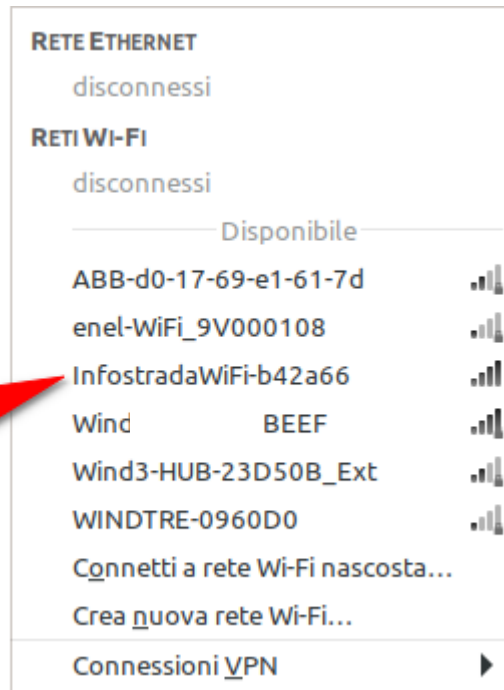 RETE ETHERNET
disconnessi
RETI WI-FI
disconnessi
Disponibile
ABB-d0-17-69-e1-61-7d
enel-WiFi_9V000108
InfostradaWiFi-b42a66
Wind BEEF
Wind3-HUB-23D50B_Ext
WINDTRE-0960D0
Connetti a rete Wi-Fi nascosta...
Crea nuova rete Wi-Fi...
Connessioni VPN